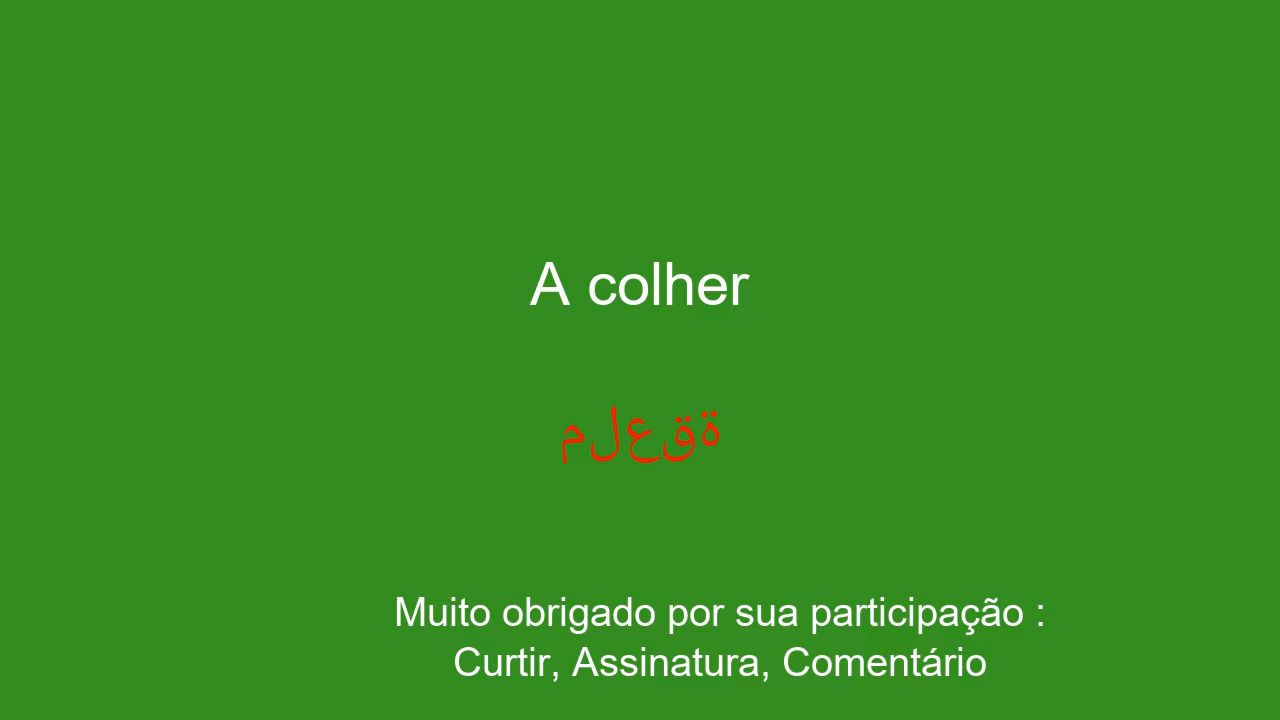 A colher
ملعقة
Muito obrigado por sua participação :
Curtir, Assinatura, Comentário